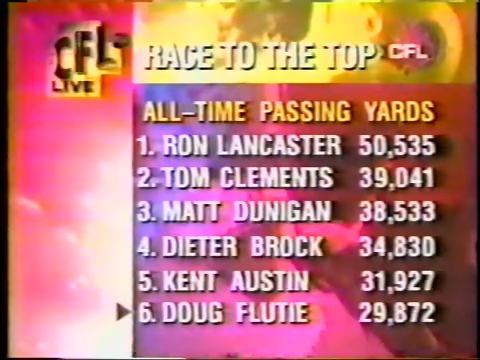 CFL
LIVE
RACE TO THE TOP CFL
ALL-TIME PASSING YARDS
1. RON LANCASTER 50,535
2. TOM CLEMENTS 39,041
3. MATT DUNIGAN 38,533
4. DIETER BROCK 34,830
5. KENT AUSTIN 31,927
6. DOUG FLUTIE 29,872